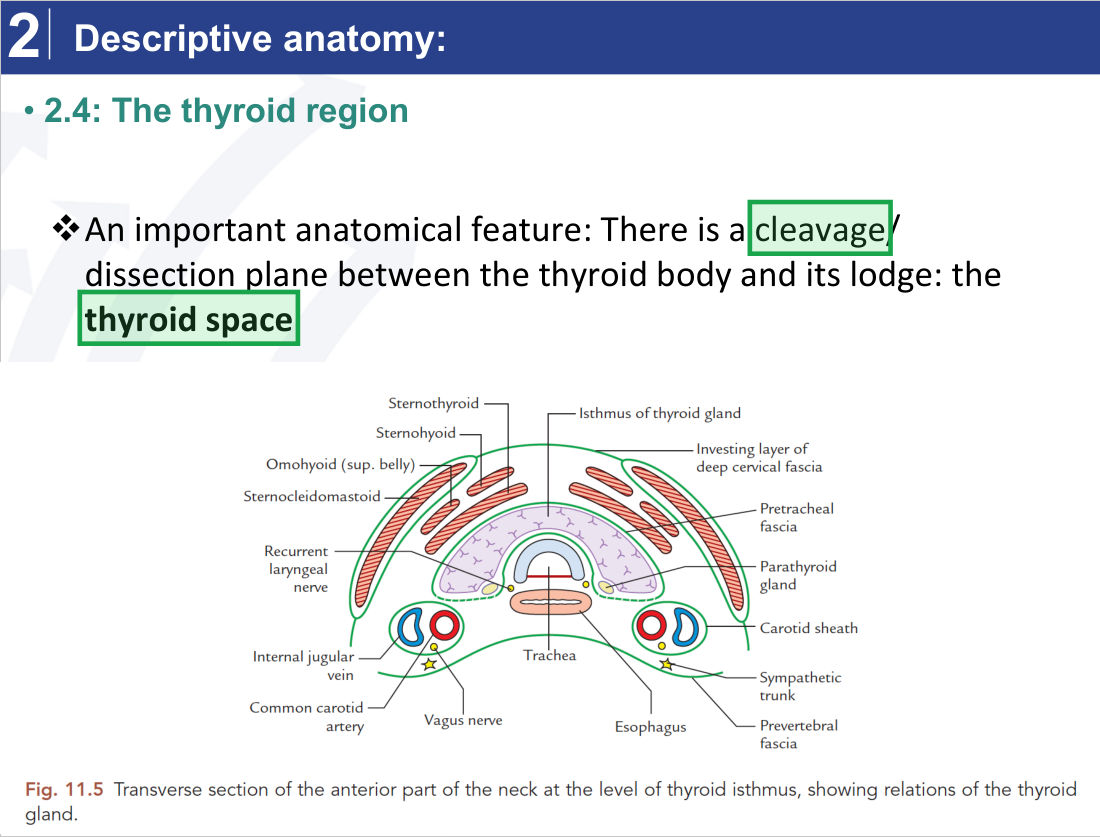 2 Descriptive anatomy:
• 2.4: The thyroid region
❖An important anatomical feature: There is a cleavage/
dissection plane between the thyroid body and its lodge: the
thyroid space
Sternothyroid
Isthmus of thyroid gland
Sternohyoid
Investing layer of
deep cervical fascia
Omohyoid (sup. belly)
Sternocleidomastoid
Pretracheal
fascia
Recurrent
laryngeal
nerve
Parathyroid
gland
Carotid sheath
Internal jugular
vein
Trachea
Sympathetic
trunk
Common carotid
artery
Vagus nerve
Esophagus
Prevertebral
fascia
Fig. 11.5 Transverse section of the anterior part of the neck at the level of thyroid isthmus, showing relations of the thyroid
gland.